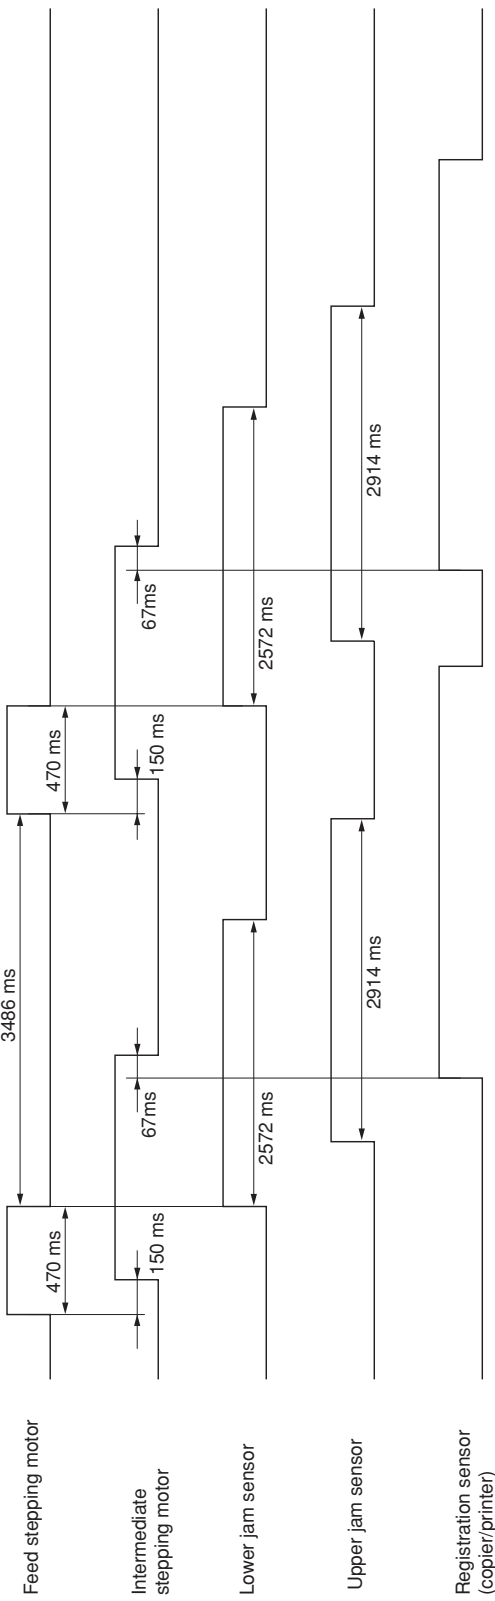 Feed stepping motor
470 ms
3486 ms
470 ms
Intermediate
stepping motor
150 ms
67ms
150 ms
67ms
Lower jam sensor
2572 ms
2572 ms
Upper jam sensor
2914 ms
2914 ms
Registration sensor
(copier/printer)